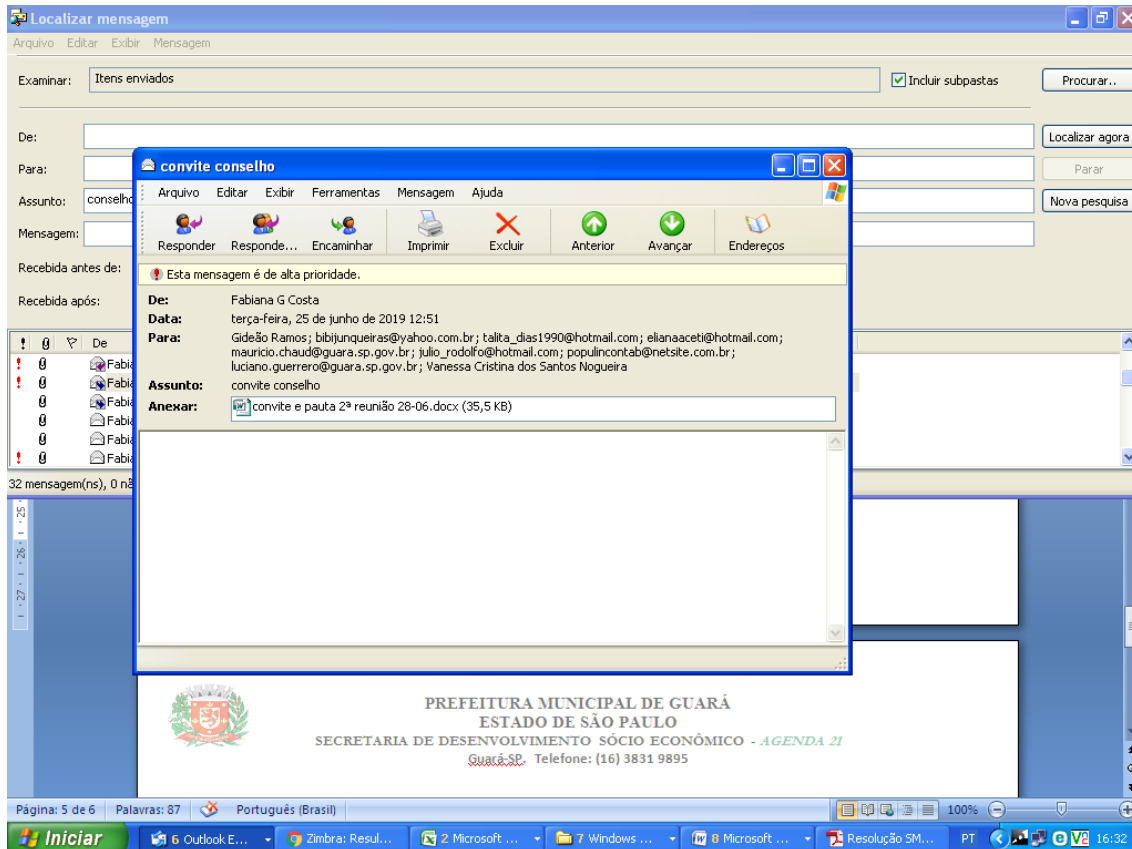 Localizar mensagem
Arquivo Editar Exibir Mensagem
Examinar: Itens enviados Incluir subpastas Procurar..
De: Localizar agora
Para: Parar
Assunto: conselho Nova pesquisa
Mensagem:
Recebida antes de:
Recebida após:
! De
Fabia
Fabia
Fabia
Fabia
Fabia
Fabia
32 mensagem(ns), 0 nã
convite conselho
Arquivo Editar Exibir Ferramentas Mensagem Ajuda
Responder Responde... Encaminhar Imprimir Excluir Anterior Avançar Endereços
Esta mensagem é de alta prioridade.
De: Fabiana G Costa
Data: terça-feira, 25 de junho de 2019 12:51
Para: Gideão Ramos; bibijunqueiras@yahoo.com.br; talita_dias1990@hotmail.com; elianaaceti@hotmail.com;
mauricio.chaud@guara.sp.gov.br; julio_rodolfo@hotmail.com; populincontab@netsite.com.br;
luciano.guerrero@guara.sp.gov.br; Vanessa Cristina dos Santos Nogueira
Assunto: convite conselho
Anexar: convite e pauta 2ª reunião 28-06.docx (35,5 KB)
25
26
27
PREFEITURA MUNICIPAL DE GUARÁ
ESTADO DE SÃO PAULO
SECRETARIA DE DESENVOLVIMENTO SÓCIO ECONÔMICO - AGENDA 21
Guará-SP. Telefone: (16) 3831 9895
Página: 5 de 6 Palavras: 87 Português (Brasil) 100%
Iniciar 6 Outlook E... Zimbra: Resul... 2 Microsoft ... 7 Windows ... 8 Microsoft ... Resolução SM... PT 16:32